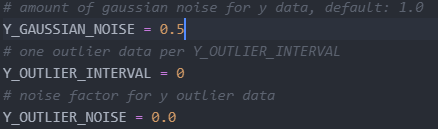 # amount of gaussian noise for y data, default: 1.0
Y_GAUSSIAN_NOISE = 0.5
# one outlier data per Y_OUTLIER_INTERVAL
Y_OUTLIER_INTERVAL = 0
# noise factor for y outlier data
Y_OUTLIER_NOISE = 0.0